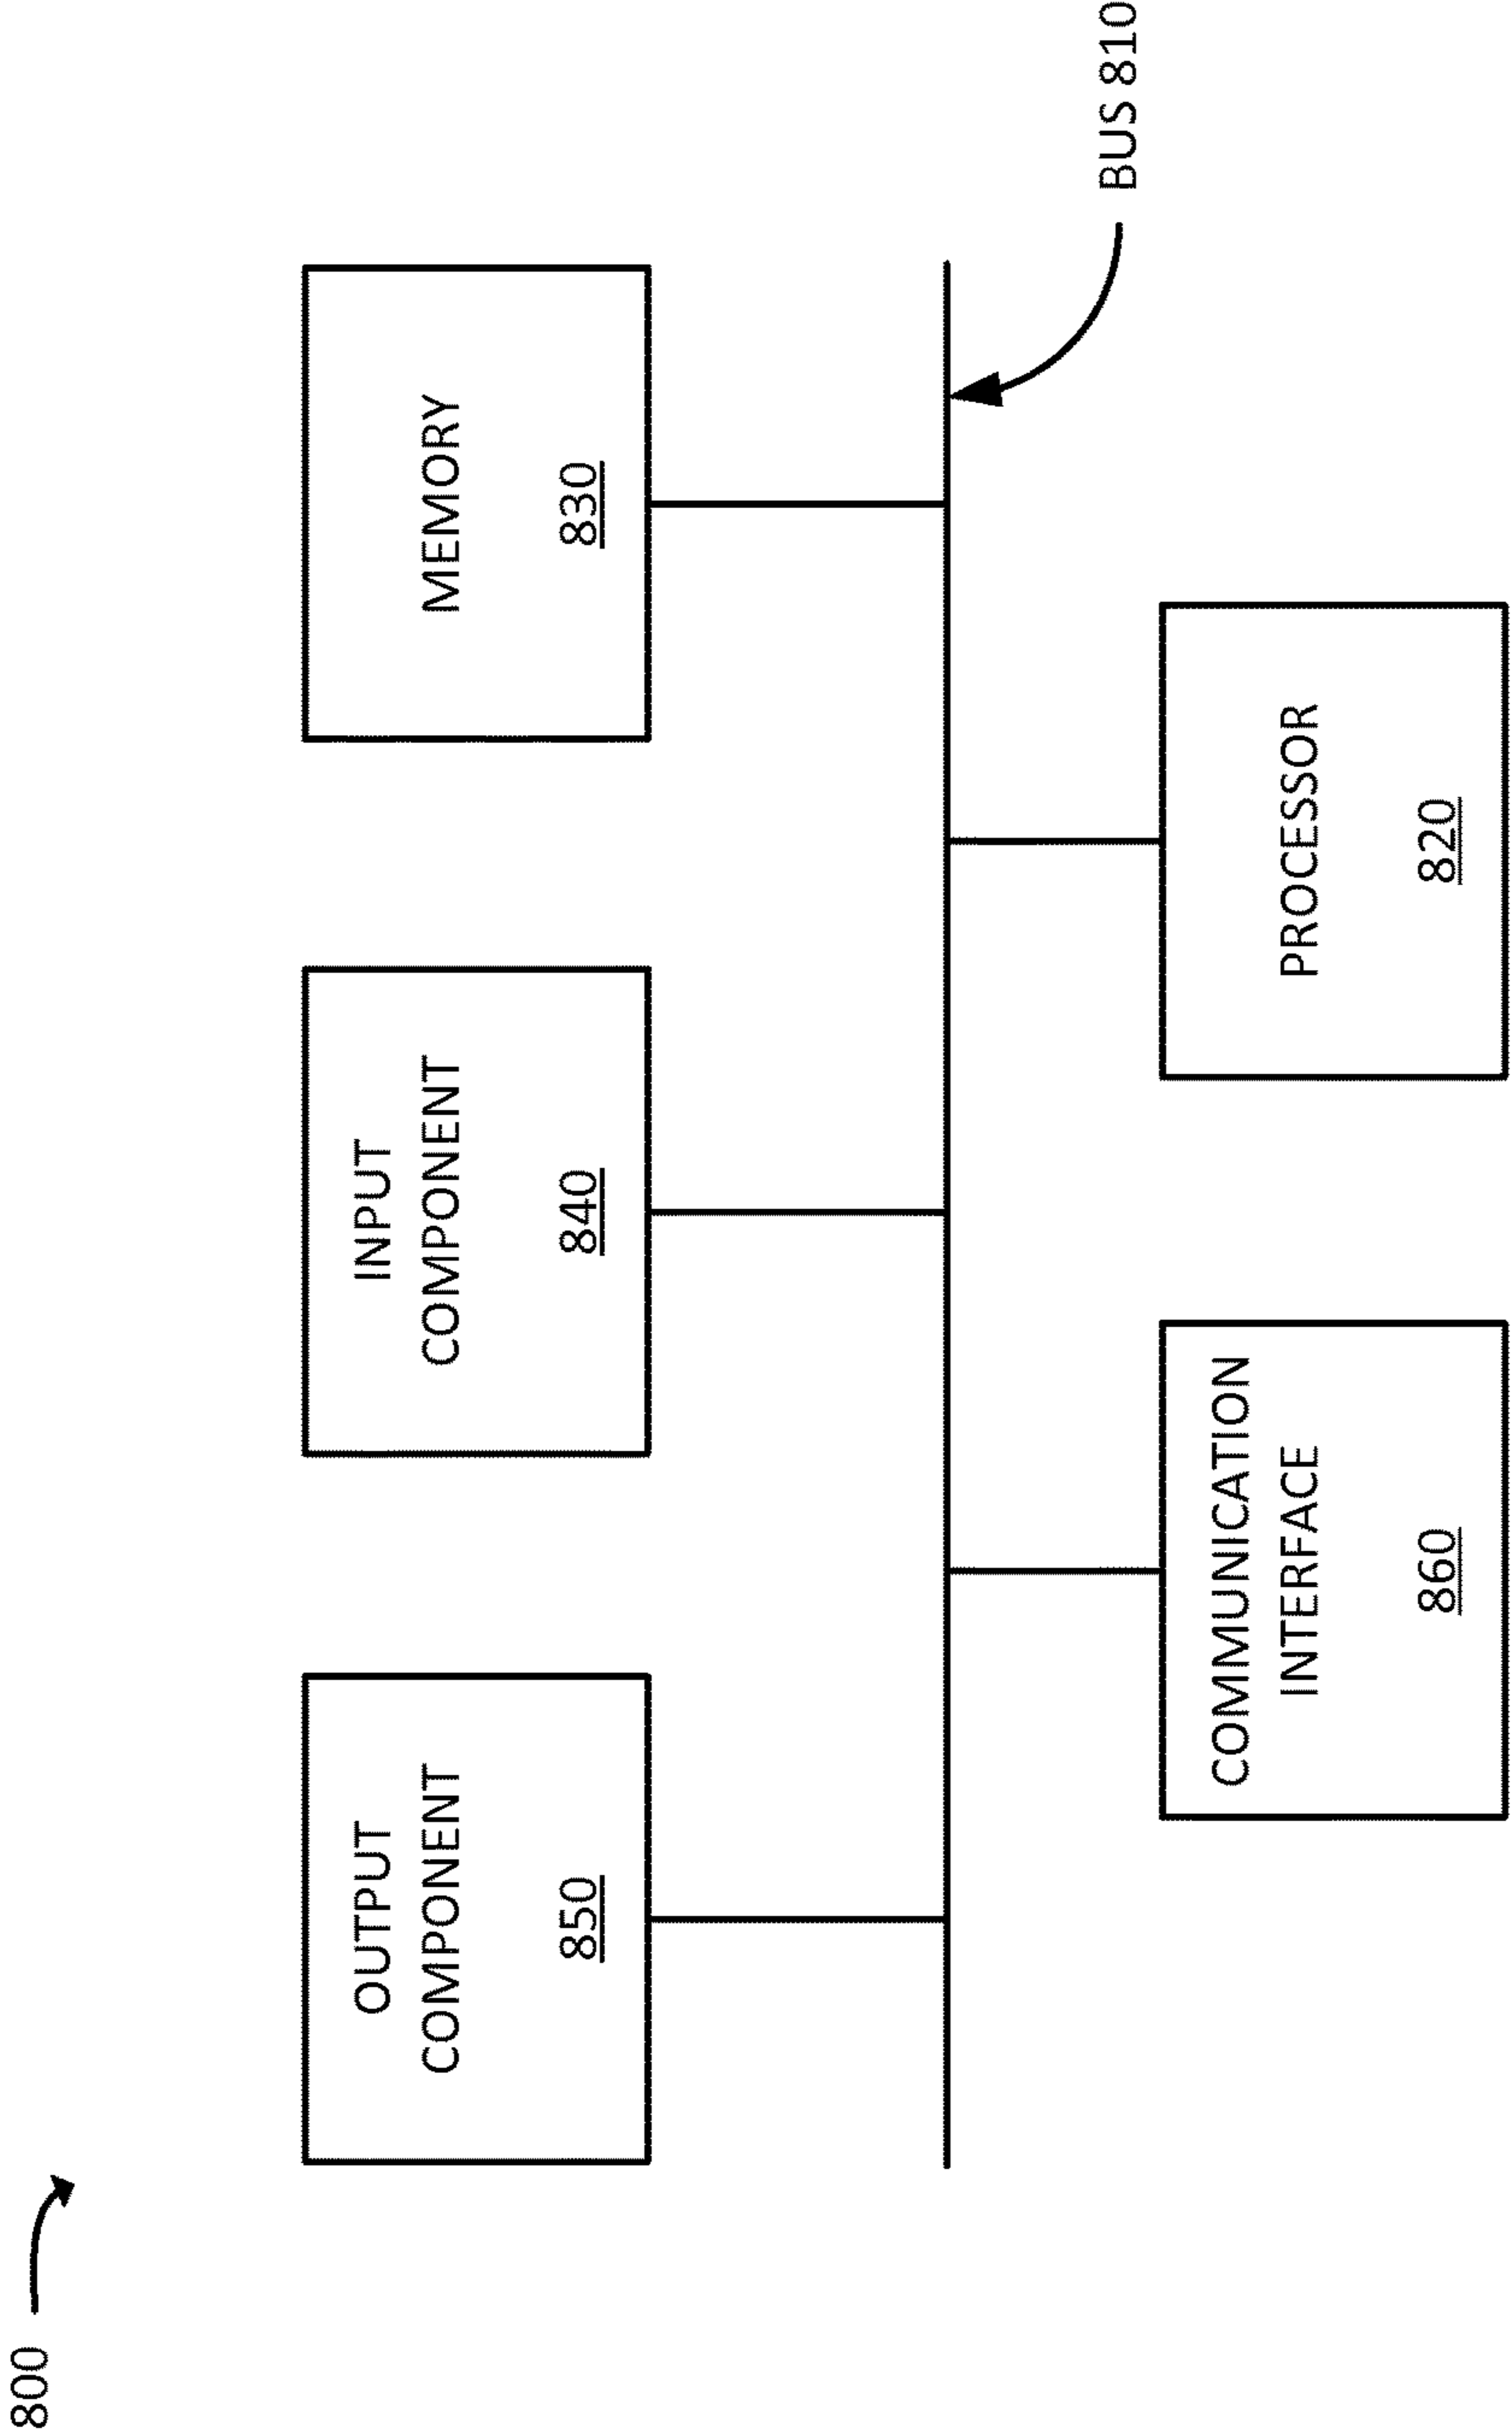 800
OUTPUT
COMPONENT
850
INPUT
COMPONENT
840
MEMORY
830
BUS 810
COMMUNICATION
INTERFACE
860
PROCESSOR
820